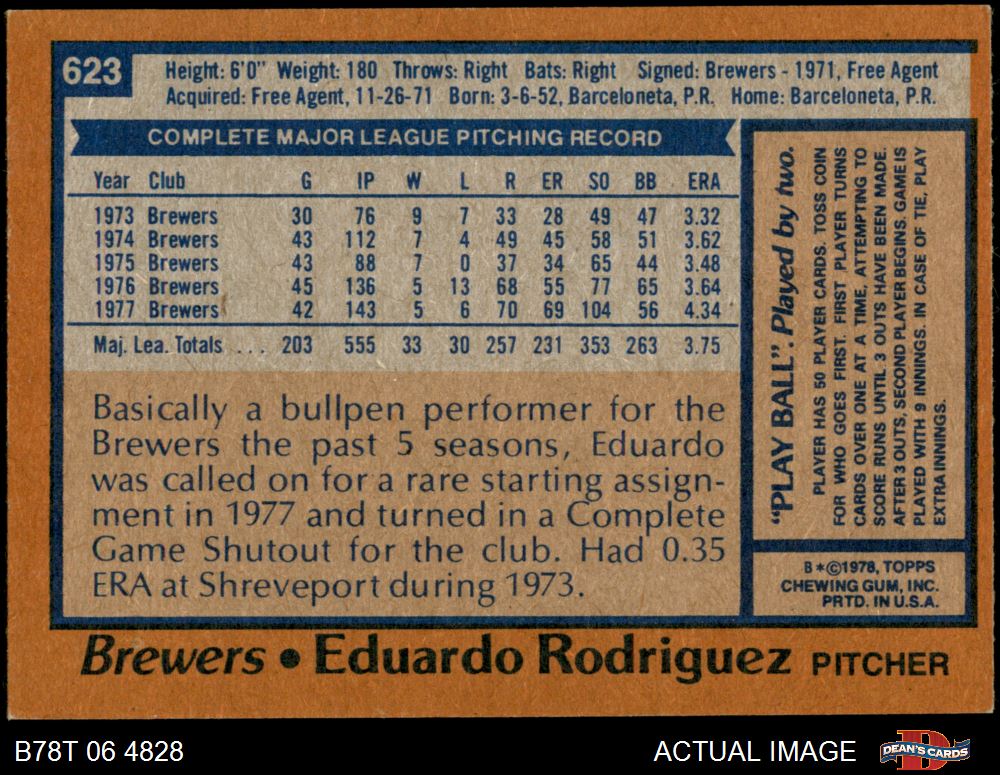 623
Height: 6'0" Weight: 180 Throws: Right Bats: Right Signed: Brewers - 1971, Free Agent
Acquired: Free Agent, 11-26-71 Born: 3-6-52, Barceloneta, P.R. Home: Barceloneta, P.R.
COMPLETE MAJOR LEAGUE PITCHING RECORD
Year Club G IP W L R ER SO BB ERA
1973 Brewers 30 76 9 7 33 28 49 47 3.32
1974 Brewers 43 112 7 4 49 45 58 51 3.62
1975 Brewers 43 88 7 0 37 34 65 44 3.48
1976 Brewers 45 136 5 13 68 55 77 65 3.64
1977 Brewers 42 143 5 6 70 69 104 56 4.34
Maj. Lea. Totals ... 203 555 33 30 257 231 353 263 3.75
Basically a bullpen performer for the
Brewers the past 5 seasons, Eduardo
was called on for a rare starting assign-
ment in 1977 and turned in a Complete
Game Shutout for the club. Had 0.35
ERA at Shreveport during 1973.
"PLAY BALL". Played by two.
PLAYER HAS 50 PLAYER CARDS. TOSS COIN
FOR WHO GOES FIRST. FIRST PLAYER TURNS
CARDS OVER ONE AT A TIME, ATTEMPTING TO
SCORE RUNS UNTIL 3 OUTS HAVE BEEN MADE.
AFTER 3 OUTS, SECOND PLAYER BEGINS. GAME IS
PLAYED WITH 9 INNINGS. IN CASE OF TIE, PLAY
EXTRA INNINGS.
B*©1978, TOPPS
CHEWING GUM, INC.
PRTD. IN U.S.A.
Brewers • Eduardo Rodriguez PITCHER
B78T 06 4828
ACTUAL IMAGE
DEAN'S CARDS